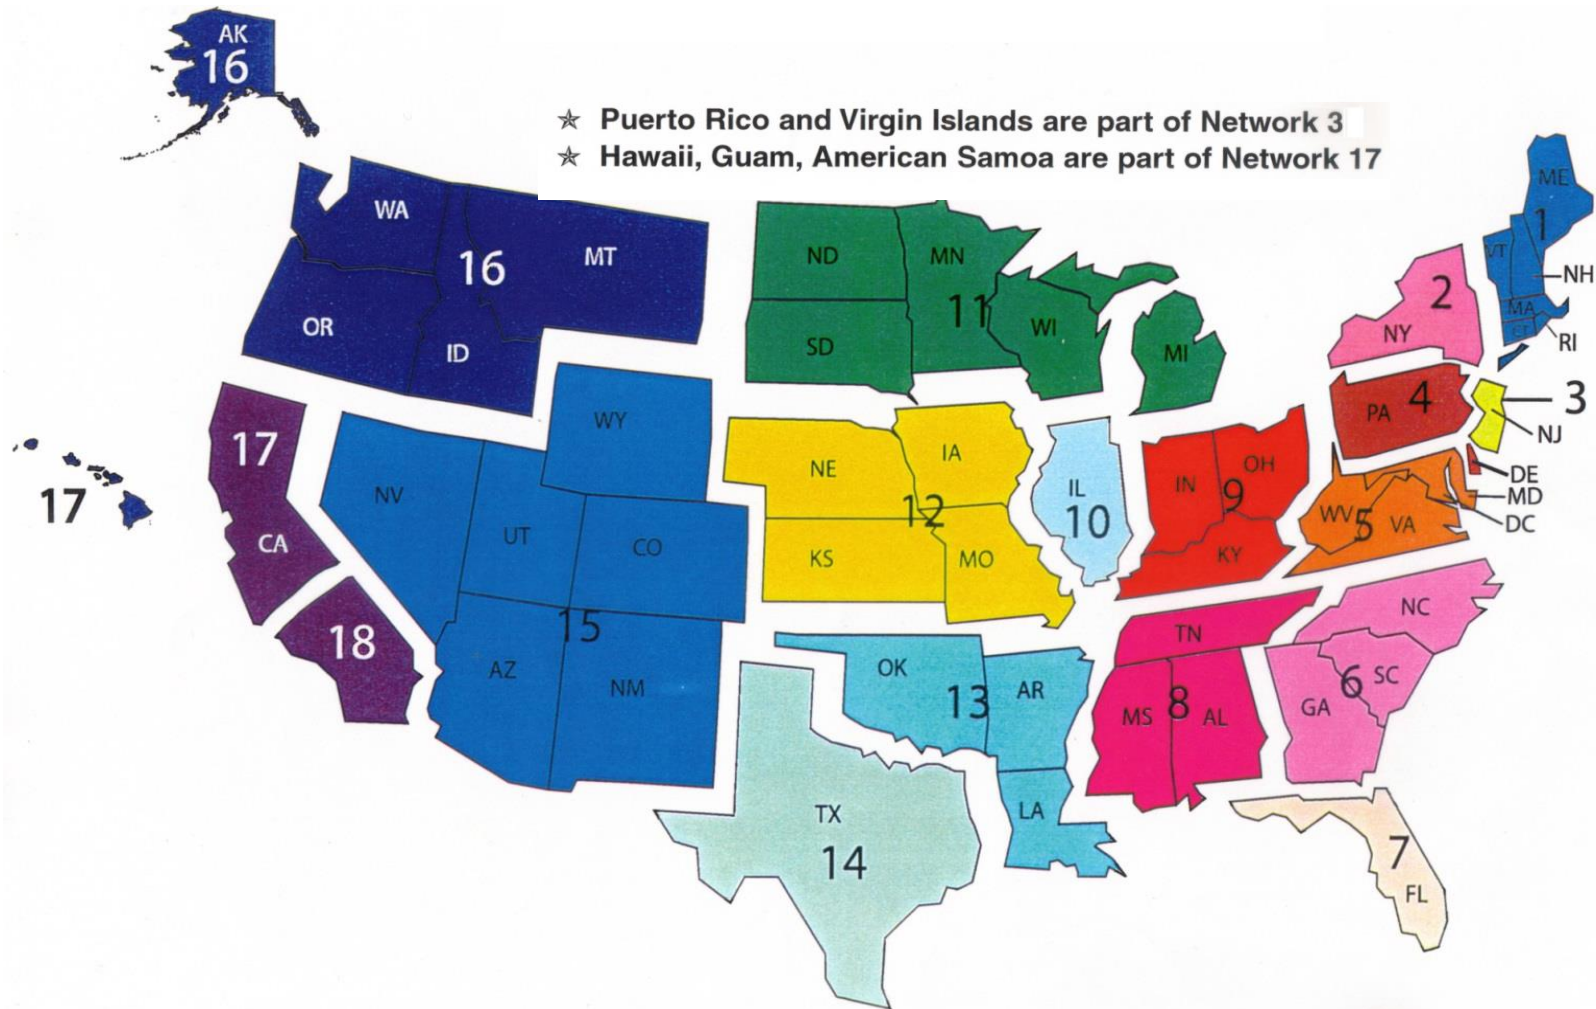 AK
16
✯ Puerto Rico and Virgin Islands are part of Network 3
✯ Hawaii, Guam, American Samoa are part of Network 17
WA
16
MT
OR
ID
ND
MN
11
WI
SD
MI
ME
1
VT
NH
MA
CT
RI
2
NY
PA
4
3
NJ
DE
MD
DC
17
CA
18
17
WY
NV
UT
CO
15
AZ
NM
NE
IA
12
KS
MO
IL
10
IN
OH
9
KY
WV
5
VA
OK
13
AR
LA
TX
14
TN
MS
8
AL
NC
6
SC
GA
7
FL